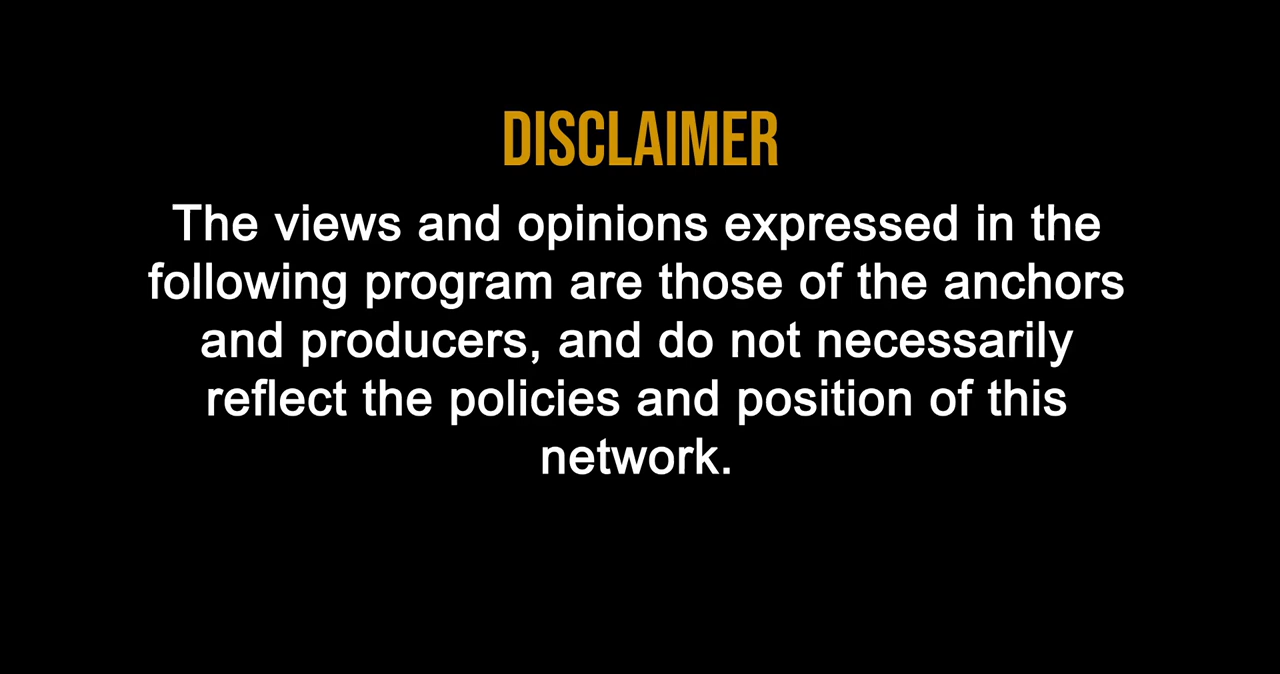 DISCLAIMER
The views and opinions expressed in the
following program are those of the anchors
and producers, and do not necessarily
reflect the policies and position of this
network.